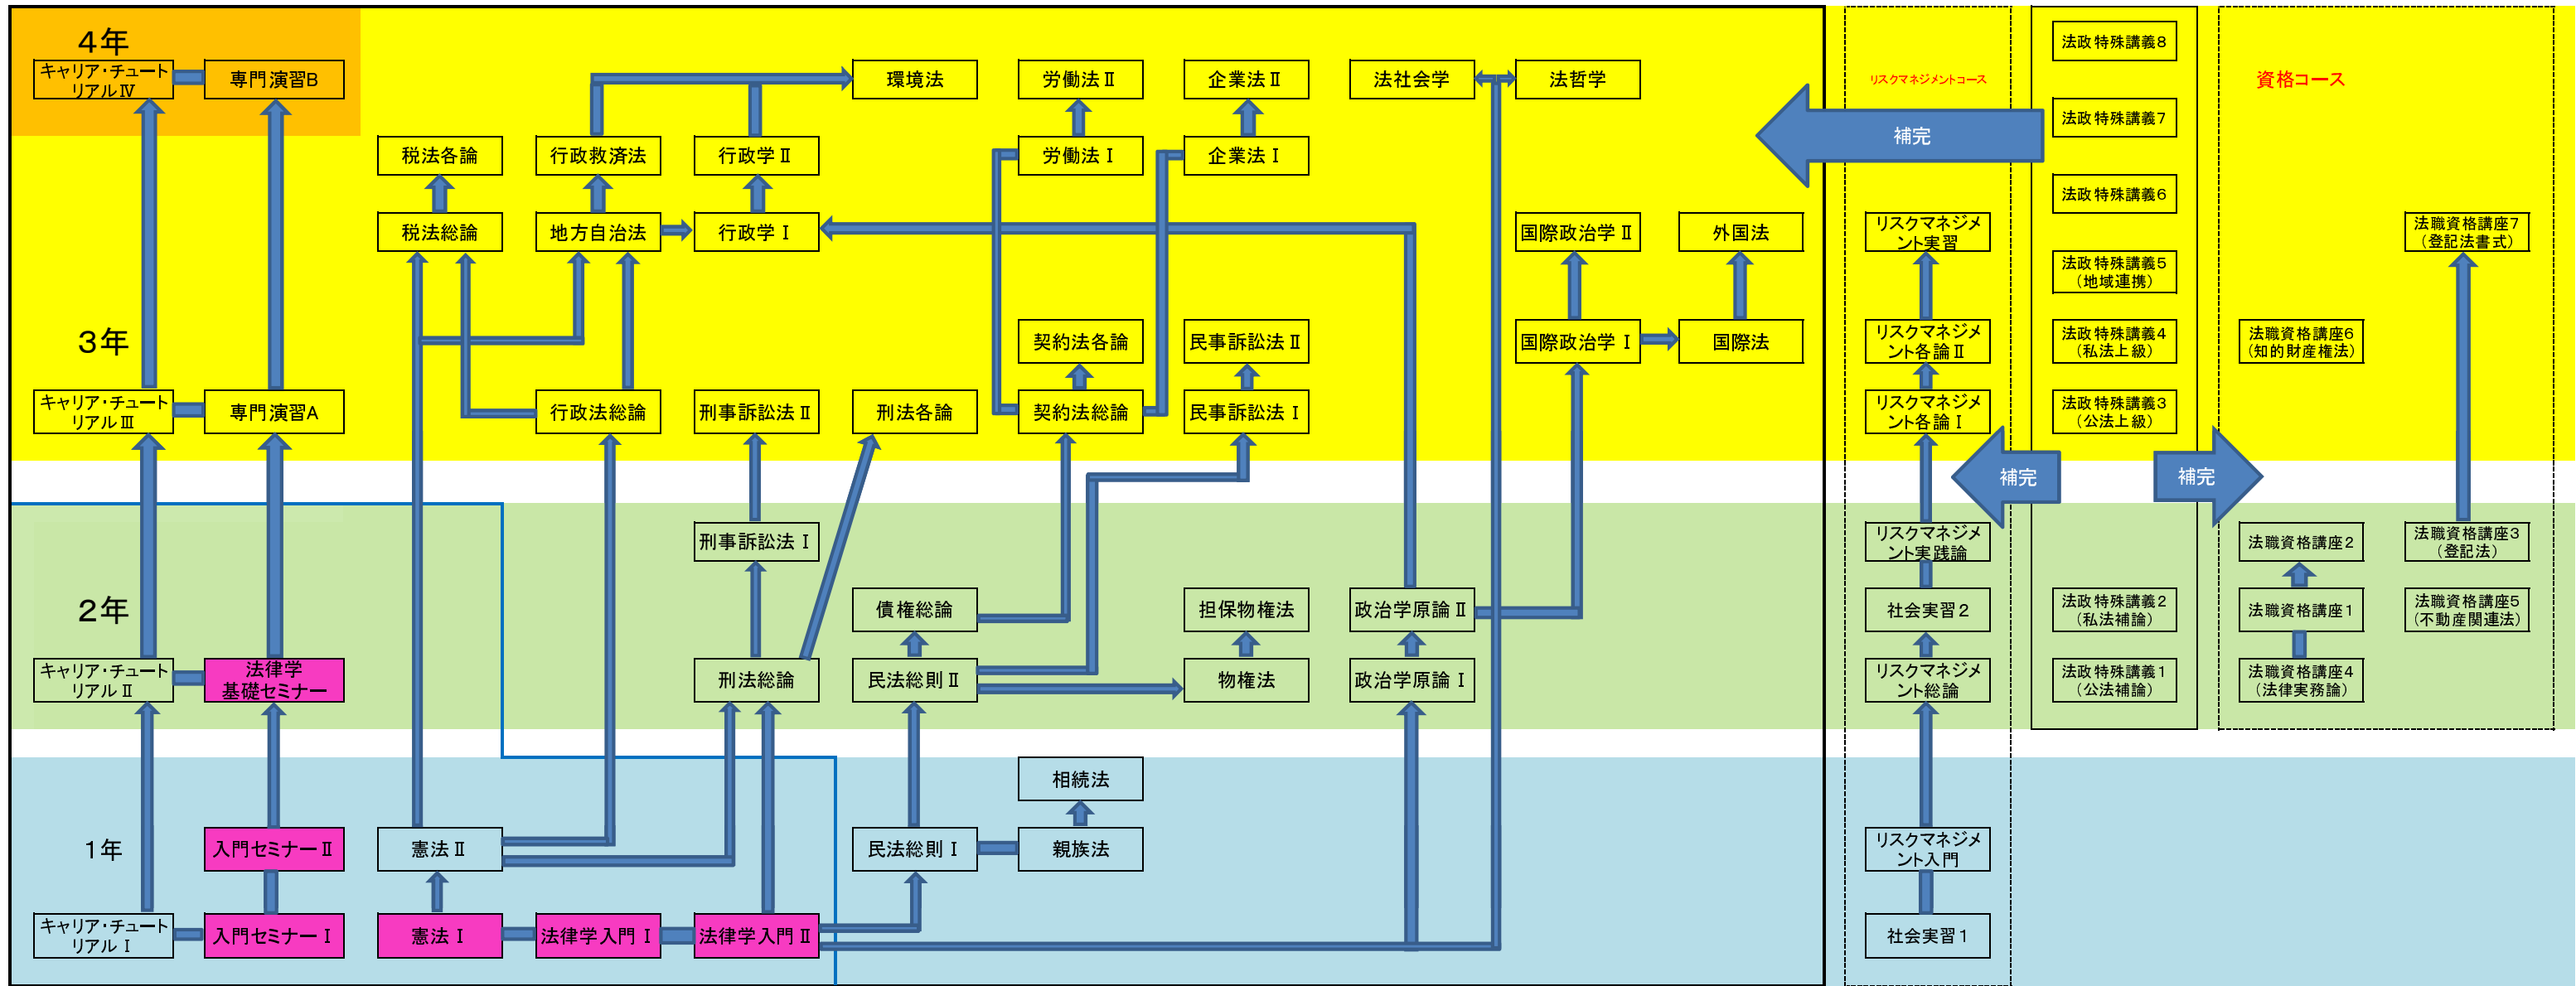 4年
キャリア・チュート
リアルⅣ
専門演習B
環境法
労働法Ⅱ
企業法Ⅱ
法社会学
法哲学
リスクマネジメントコース
法政特殊講義8
資格コース
法政特殊講義7
補完
税法各論
行政救済法
行政学Ⅱ
労働法Ⅰ
企業法Ⅰ
法政特殊講義6
税法総論
地方自治法
行政学Ⅰ
国際政治学Ⅱ
外国法
リスクマネジメ
ント実習
法職資格講座7
(登記法書式)
法政特殊講義5
(地域連携)
3年
契約法各論
民事訴訟法Ⅱ
国際政治学Ⅰ
国際法
リスクマネジメ
ント各論Ⅱ
法政特殊講義4
(私法上級)
法職資格講座6
(知的財産権法)
キャリア・チュート
リアルⅢ
専門演習A
行政法総論
刑事訴訟法Ⅱ
刑法各論
契約法総論
民事訴訟法Ⅰ
リスクマネジメ
ント各論Ⅰ
法政特殊講義3
(公法上級)
補完
補完
刑事訴訟法Ⅰ
リスクマネジメ
ント実践論
法職資格講座2
法職資格講座3
(登記法)
2年
債権総論
担保物権法
政治学原論Ⅱ
社会実習2
法政特殊講義2
(私法補論)
法職資格講座1
法職資格講座5
(不動産関連法)
キャリア・チュート
リアルⅡ
法律学
基礎セミナー
刑法総論
民法総則Ⅱ
物権法
政治学原論Ⅰ
リスクマネジメ
ント総論
法政特殊講義1
(公法補論)
法職資格講座4
(法律実務論)
相続法
1年
入門セミナーⅡ
憲法Ⅱ
民法総則Ⅰ
親族法
リスクマネジメ
ント入門
キャリア・チュート
リアルⅠ
入門セミナーⅠ
憲法Ⅰ
法律学入門Ⅰ
法律学入門Ⅱ
社会実習1